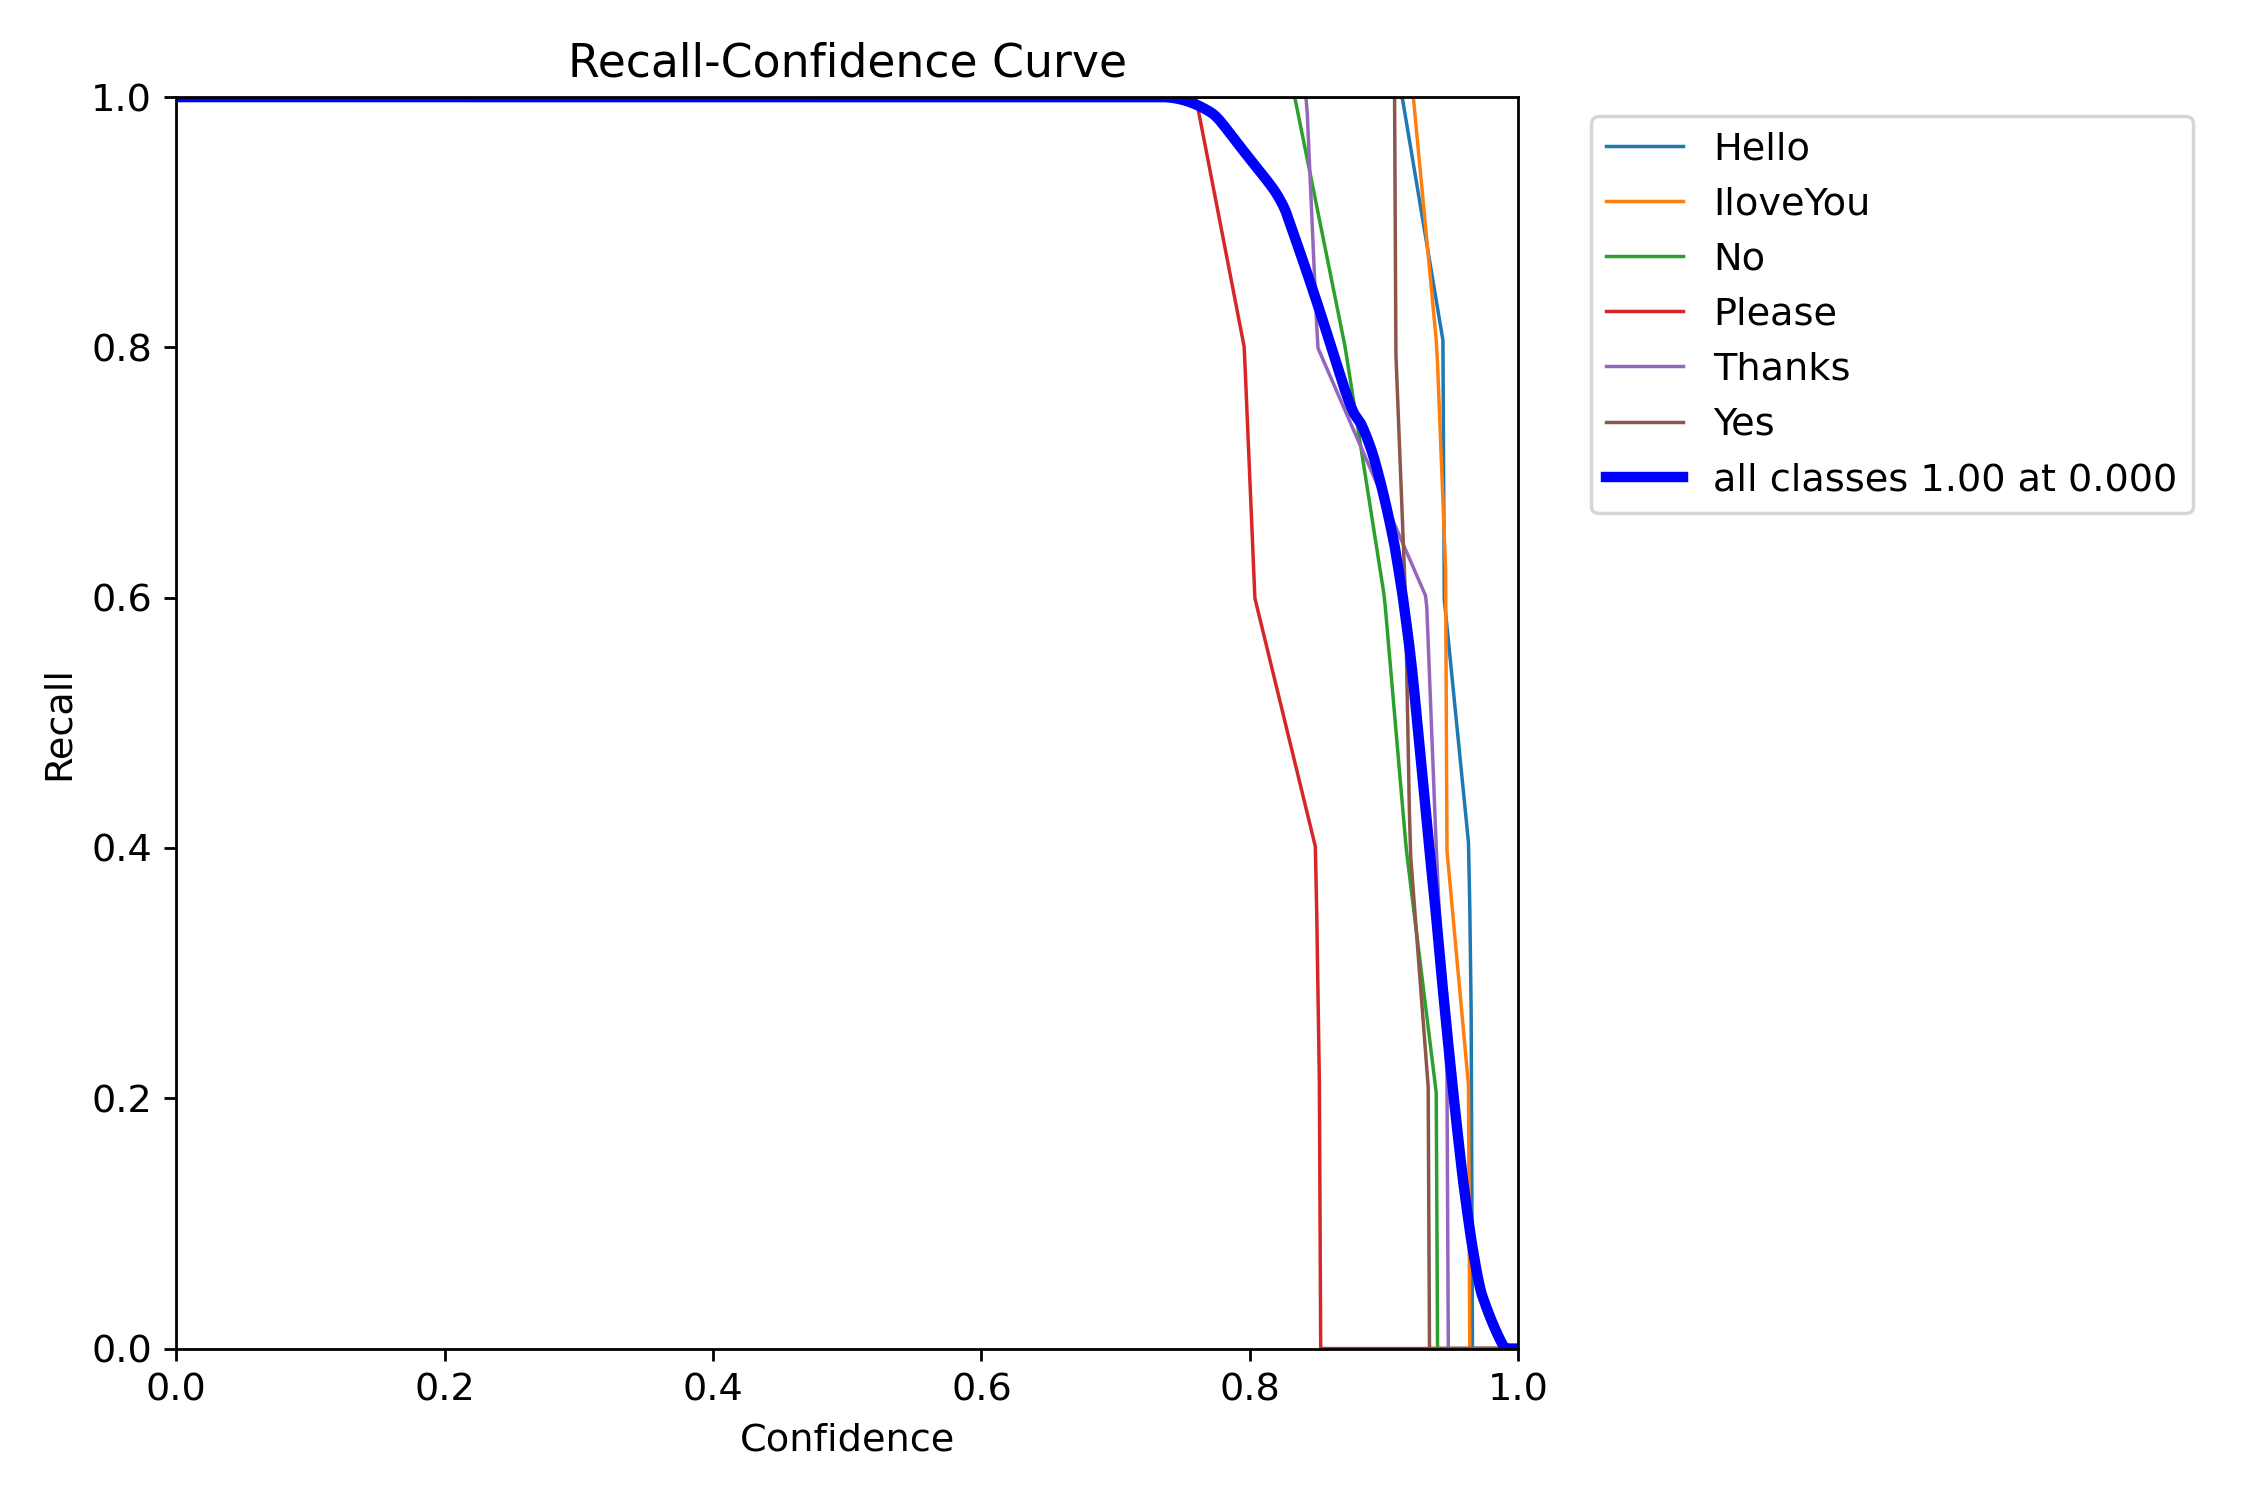 Recall-Confidence Curve
1.0
0.8
0.6
0.4
0.2
0.0
Recall
0.0 0.2 0.4 0.6 0.8 1.0
Confidence
Hello
IloveYou
No
Please
Thanks
Yes
all classes 1.00 at 0.000